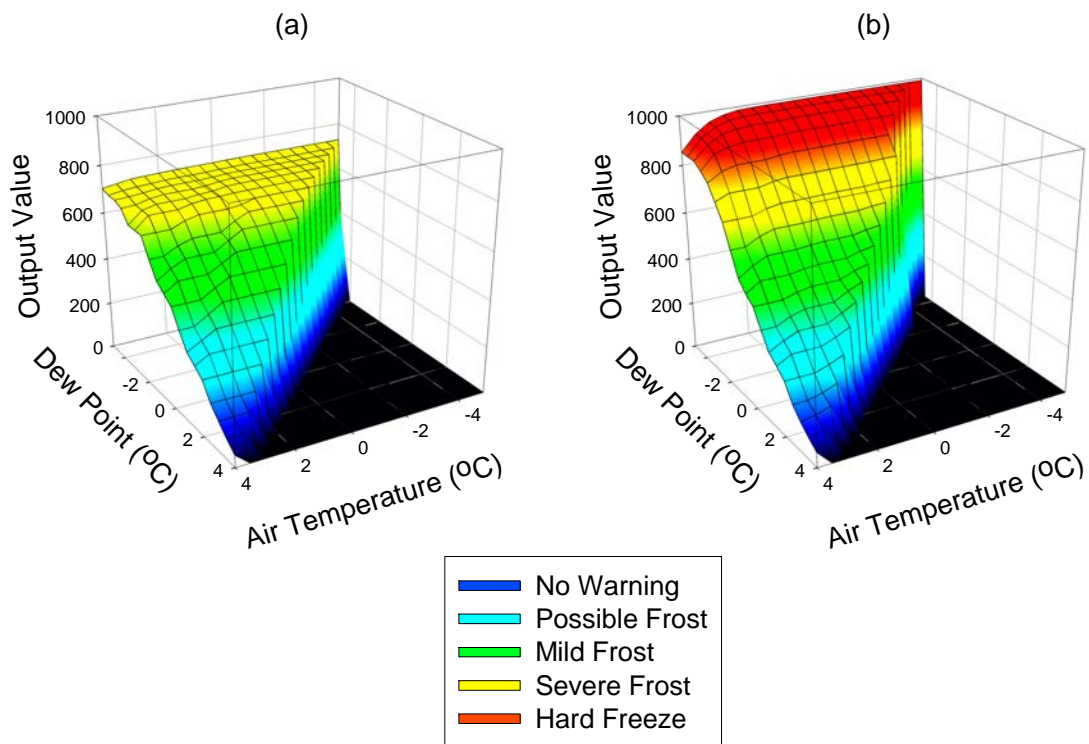 (a)
1000
800
600
400
200
0
Output Value
-2
0
2
4
Dew Point (ºC)
4
2
0
-2
-4
Air Temperature (ºC)
(b)
1000
800
600
400
200
0
Output Value
-2
0
2
4
Dew Point (ºC)
4
2
0
-2
-4
Air Temperature (ºC)
No Warning
Possible Frost
Mild Frost
Severe Frost
Hard Freeze